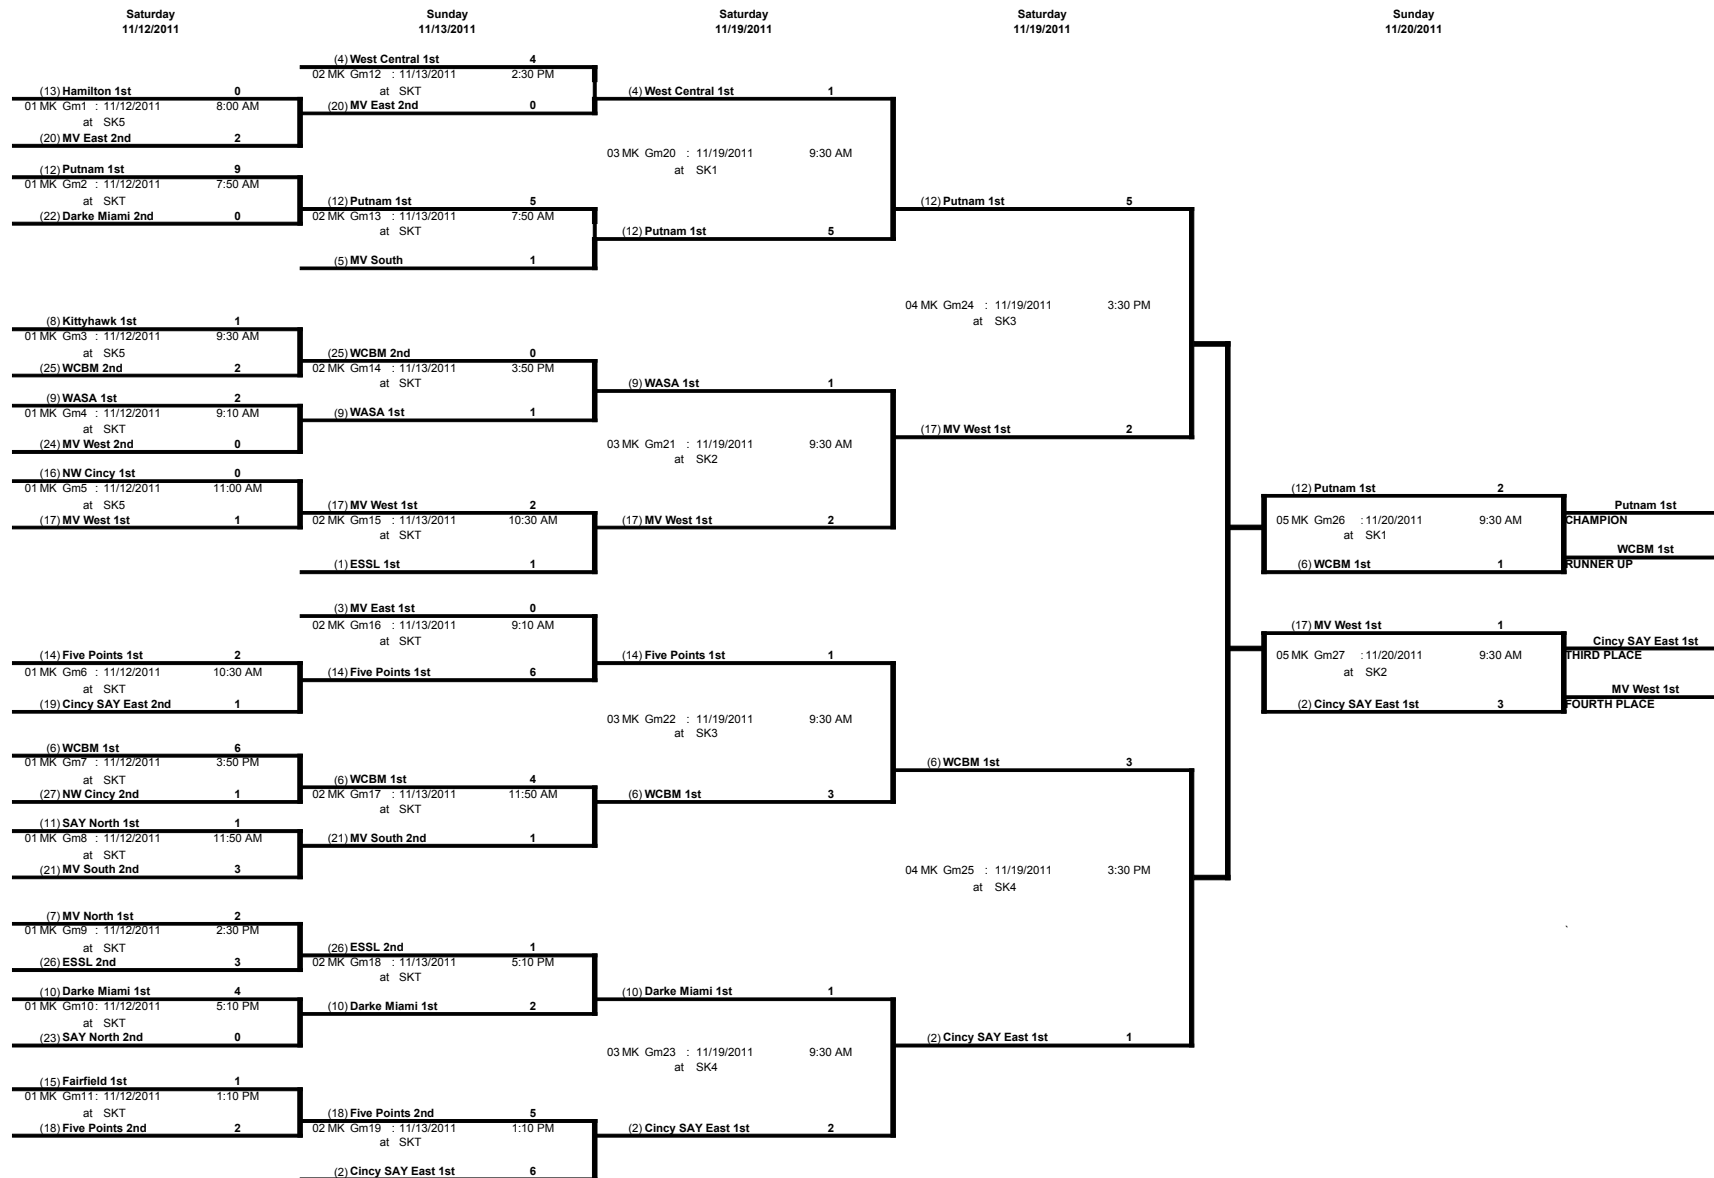 Saturday
11/12/2011
Sunday
11/13/2011
Saturday
11/19/2011
Saturday
11/19/2011
Sunday
11/20/2011
(13) Hamilton 1st 0
01 MK Gm1 : 11/12/2011 8:00 AM
at SK5
(20) MV East 2nd 2
(12) Putnam 1st 9
01 MK Gm2 : 11/12/2011 7:50 AM
at SKT
(22) Darke Miami 2nd 0
(8) Kittyhawk 1st 1
01 MK Gm3 : 11/12/2011 9:30 AM
at SK5
(25) WCBM 2nd 2
(9) WASA 1st 2
01 MK Gm4 : 11/12/2011 9:10 AM
at SKT
(24) MV West 2nd 0
(16) NW Cincy 1st 0
01 MK Gm5 : 11/12/2011 11:00 AM
at SK5
(17) MV West 1st 1
(14) Five Points 1st 2
01 MK Gm6 : 11/12/2011 10:30 AM
at SKT
(19) Cincy SAY East 2nd 1
(6) WCBM 1st 6
01 MK Gm7 : 11/12/2011 3:50 PM
at SKT
(27) NW Cincy 2nd 1
(11) SAY North 1st 1
01 MK Gm8 : 11/12/2011 11:50 AM
at SKT
(21) MV South 2nd 3
(7) MV North 1st 2
01 MK Gm9 : 11/12/2011 2:30 PM
at SKT
(26) ESSL 2nd 3
(10) Darke Miami 1st 4
01 MK Gm10: 11/12/2011 5:10 PM
at SKT
(23) SAY North 2nd 0
(15) Fairfield 1st 1
01 MK Gm11: 11/12/2011 1:10 PM
at SKT
(18) Five Points 2nd 2
(4) West Central 1st 4
02 MK Gm12 : 11/13/2011 2:30 PM
at SKT
(20) MV East 2nd 0
(12) Putnam 1st 5
02 MK Gm13 : 11/13/2011 7:50 AM
at SKT
(5) MV South 1
(25) WCBM 2nd 0
02 MK Gm14 : 11/13/2011 3:50 PM
at SKT
(9) WASA 1st 1
(17) MV West 1st 2
02 MK Gm15 : 11/13/2011 10:30 AM
at SKT
(1) ESSL 1st 1
(3) MV East 1st 0
02 MK Gm16 : 11/13/2011 9:10 AM
at SKT
(14) Five Points 1st 6
(6) WCBM 1st 4
02 MK Gm17 : 11/13/2011 11:50 AM
at SKT
(21) MV South 2nd 1
(26) ESSL 2nd 1
02 MK Gm18 : 11/13/2011 5:10 PM
at SKT
(10) Darke Miami 1st 2
(18) Five Points 2nd 5
02 MK Gm19 : 11/13/2011 1:10 PM
at SKT
(2) Cincy SAY East 1st 6
(4) West Central 1st 1
03 MK Gm20 : 11/19/2011 9:30 AM
at SK1
(12) Putnam 1st 5
(9) WASA 1st 1
03 MK Gm21 : 11/19/2011 9:30 AM
at SK2
(17) MV West 1st 2
(14) Five Points 1st 1
03 MK Gm22 : 11/19/2011 9:30 AM
at SK3
(6) WCBM 1st 3
(10) Darke Miami 1st 1
03 MK Gm23 : 11/19/2011 9:30 AM
at SK4
(2) Cincy SAY East 1st 2
(12) Putnam 1st 5
04 MK Gm24 : 11/19/2011 3:30 PM
at SK3
(17) MV West 1st 2
(6) WCBM 1st 3
04 MK Gm25 : 11/19/2011 3:30 PM
at SK4
(2) Cincy SAY East 1st 1
(12) Putnam 1st 2
05 MK Gm26 : 11/20/2011 9:30 AM
at SK1
(6) WCBM 1st 1
(17) MV West 1st 1
05 MK Gm27 : 11/20/2011 9:30 AM
at SK2
(2) Cincy SAY East 1st 3
Putnam 1st
CHAMPION
WCBM 1st
RUNNER UP
Cincy SAY East 1st
THIRD PLACE
MV West 1st
FOURTH PLACE
`